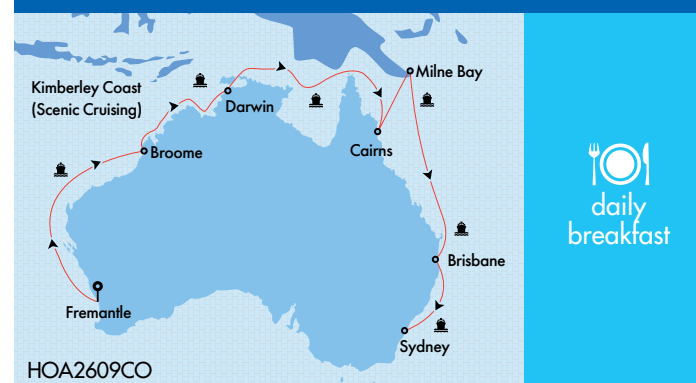 Milne Bay
Kimberley Coast
(Scenic Cruising)
Darwin
Broome
Cairns
daily
breakfast
Brisbane
Fremantle
Sydney
HOA2609CO